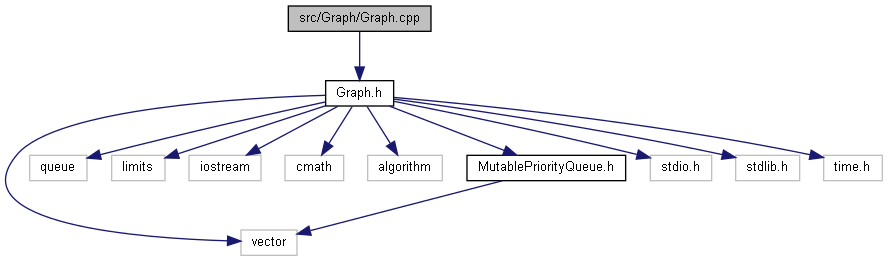 src/Graph/Graph.cpp
Graph.h
queue
limits
iostream
cmath
algorithm
MutablePriorityQueue.h
stdio.h
stdlib.h
time.h
vector